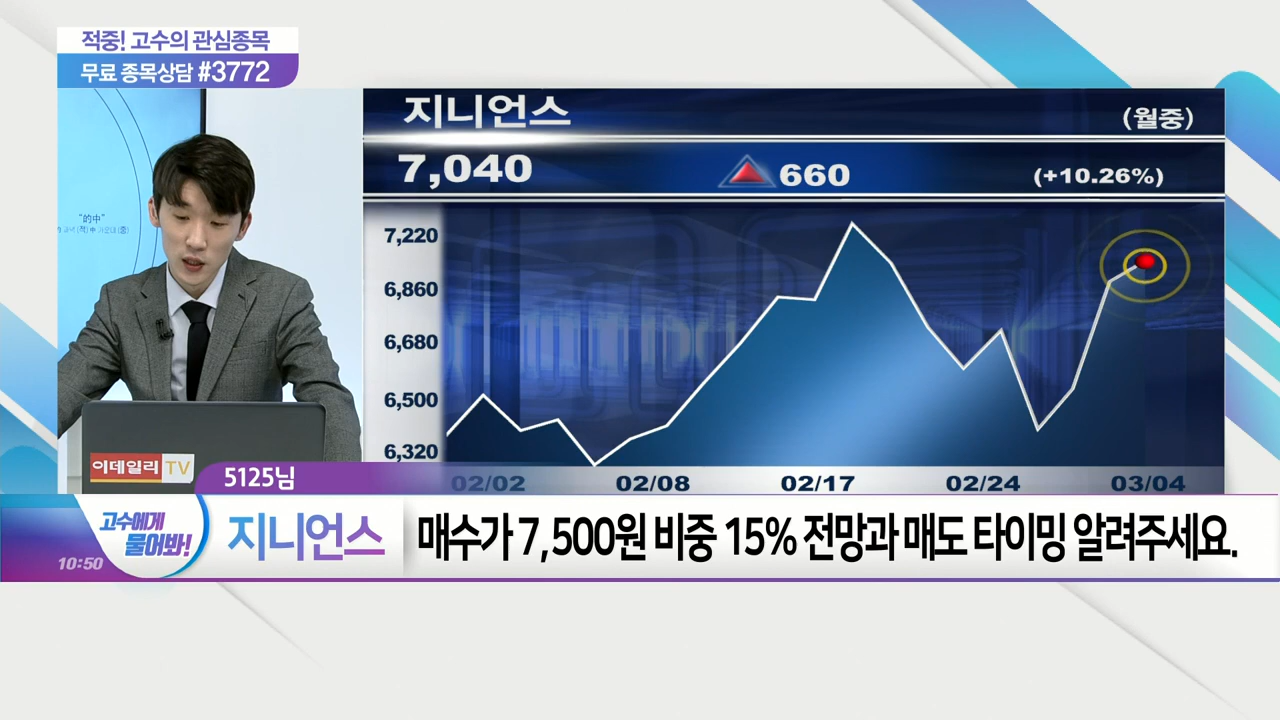 적중! 고수의 관심종목
무료 종목상담 #3772
“的中”
지니언스
(월중)
7,040
660
(+10.26%)
7,220
6,860
6,680
6,500
6,320
02/02
02/08
02/17
02/24
03/04
이데일리 TV
5125님
고수에게
물어봐!
10:50
지니언스
매수가 7,500원 비중 15% 전망과 매도 타이밍 알려주세요.